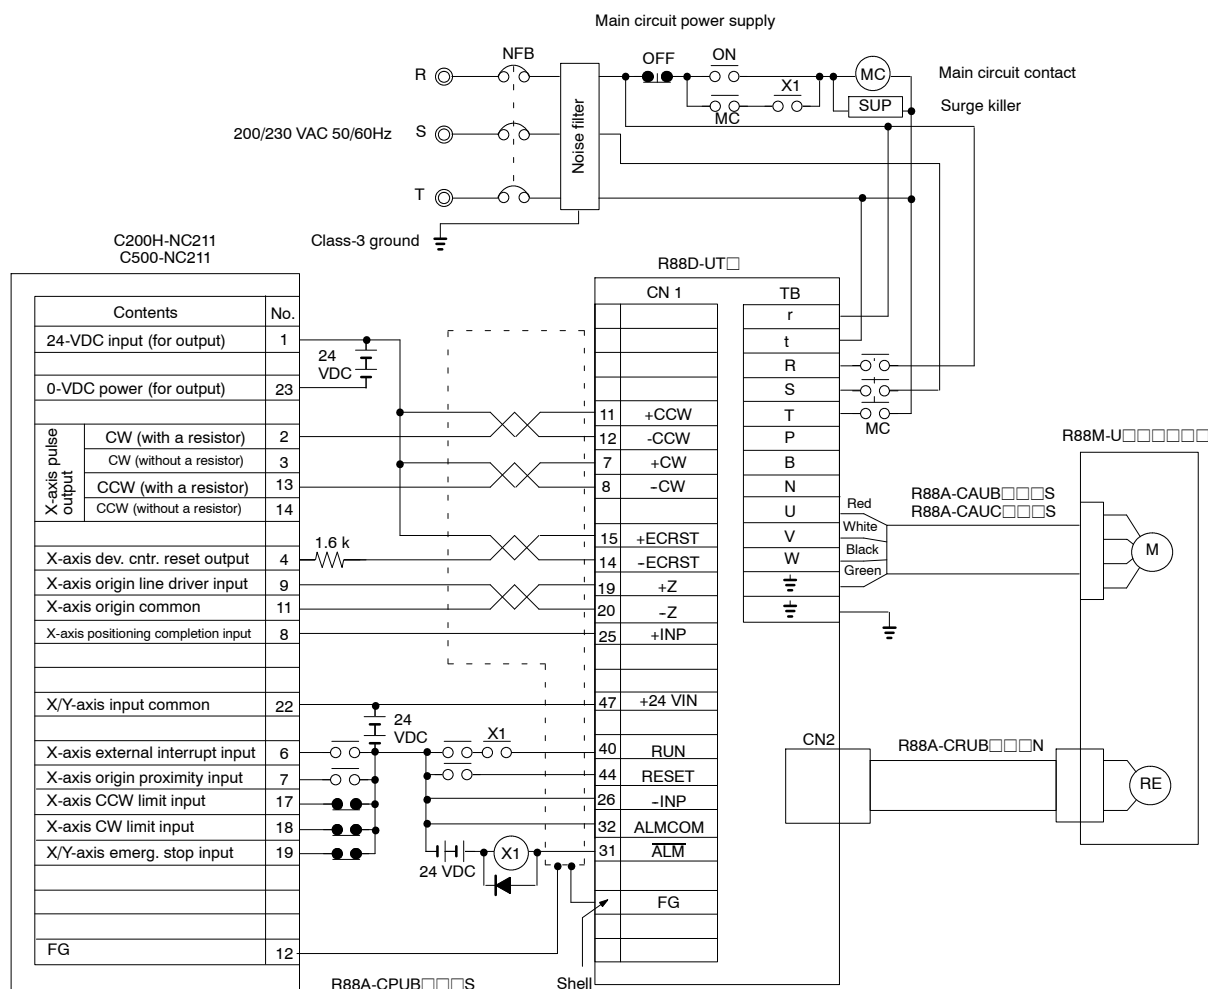 Main circuit power supply
R
NFB
OFF
ON
MC
Main circuit contact
X1
MC
SUP
Surge killer
200/230 VAC 50/60Hz
S
Noise filter
T
Class-3 ground
C200H-NC211
C500-NC211
R88D-UT□
Contents No.
24-VDC input (for output) 1
0-VDC power (for output) 23
X-axis pulse output
CW (with a resistor) 2
CW (without a resistor) 3
CCW (with a resistor) 13
CCW (without a resistor) 14
X-axis dev. cntr. reset output 4
X-axis origin line driver input 9
X-axis origin common 11
X-axis positioning completion input 8
X/Y-axis input common 22
X-axis external interrupt input 6
X-axis origin proximity input 7
X-axis CCW limit input 17
X-axis CW limit input 18
X/Y-axis emerg. stop input 19
FG 12
24
VDC
1.6 k
24
VDC
X1
24 VDC
X1
CN 1
11 +CCW
12 -CCW
7 +CW
8 -CW
15 +ECRST
14 -ECRST
19 +Z
20 -Z
25 +INP
47 +24 VIN
40 RUN
44 RESET
26 -INP
32 ALMCOM
31 ALM
FG
TB
r
t
R
S
T
P
B
N
U
V
W
MC
Red
White
Black
Green
R88A-CAUB□□□S
R88A-CAUC□□□S
R88M-U□□□□□□
M
CN2
R88A-CRUB□□□N
RE
R88A-CPUB□□□S
Shell